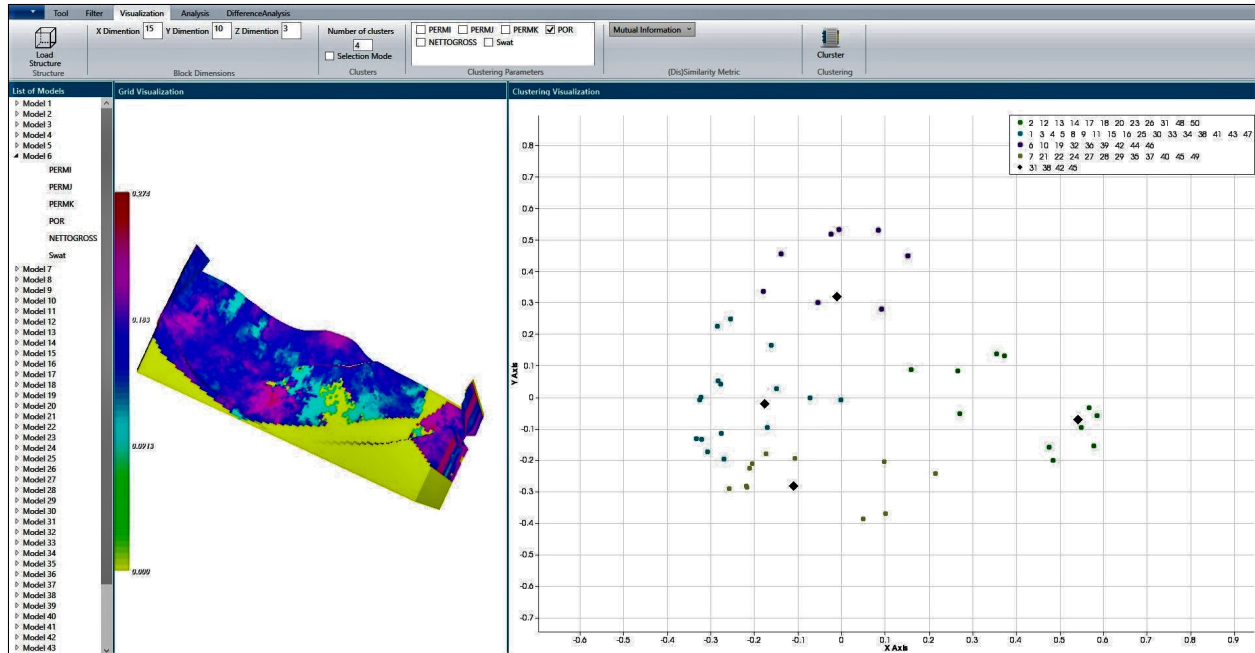 Tool Filter Visualization Analysis DifferenceAnalysis
Load
Structure
Structure
X Dimention 15 Y Dimention 10 Z Dimention 3
Block Dimensions
Number of clusters
4
Selection Mode
Clusters
PERMI PERMJ PERMK POR
NETTOGROSS Swat
Clustering Parameters
Mutual Information
(Dis)Similarity Metric
Clurster
Clustering
List of Models
Model 1
Model 2
Model 3
Model 4
Model 5
Model 6
PERMI
PERMJ
PERMK
POR
NETTOGROSS
Swat
Model 7
Model 8
Model 9
Model 10
Model 11
Model 12
Model 13
Model 14
Model 15
Model 16
Model 17
Model 18
Model 19
Model 20
Model 21
Model 22
Model 23
Model 24
Model 25
Model 26
Model 27
Model 28
Model 29
Model 30
Model 31
Model 32
Model 33
Model 34
Model 35
Model 36
Model 37
Model 38
Model 39
Model 40
Model 41
Model 42
Model 43
Grid Visualization
0.274
0.183
0.0913
0.000
Clustering Visualization
2 12 13 14 17 18 20 23 26 31 48 50
1 3 4 5 8 9 11 15 16 25 30 33 34 38 41 43 47
6 10 19 32 36 39 42 44 46
7 21 22 24 27 28 29 35 37 40 45 49
31 38 42 45
Y Axis
0.8
0.7
0.6
0.5
0.4
0.3
0.2
0.1
0
-0.1
-0.2
-0.3
-0.4
-0.5
-0.6
-0.7
-0.6 -0.5 -0.4 -0.3 -0.2 -0.1 0 0.1 0.2 0.3 0.4 0.5 0.6 0.7 0.8 0.9
X Axis